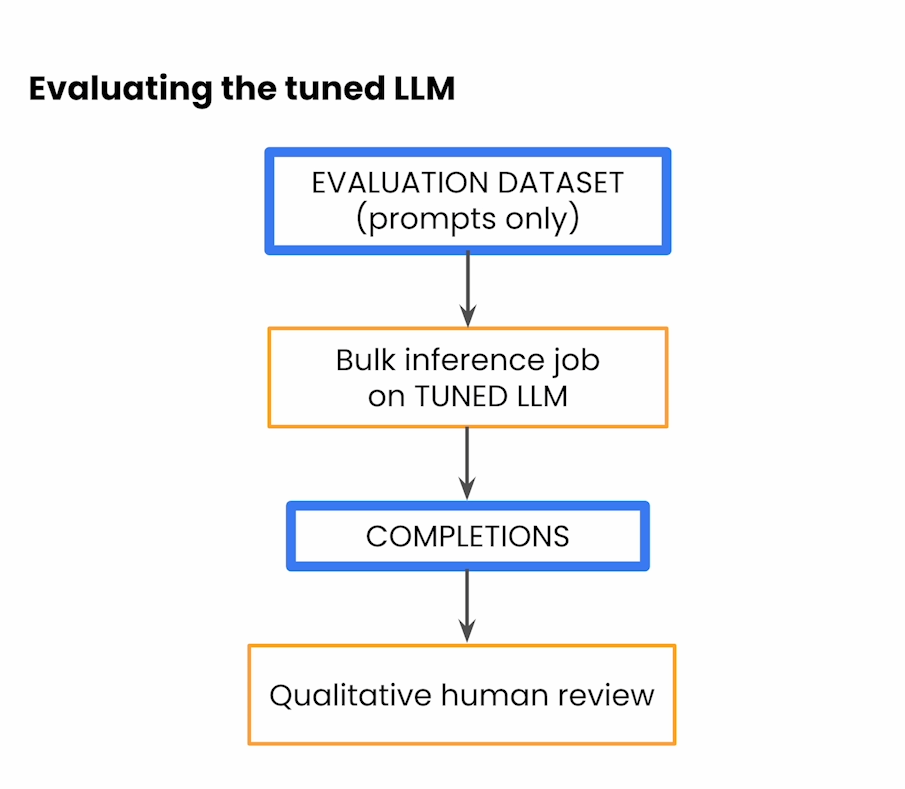 Evaluating the tuned LLM
EVALUATION DATASET
(prompts only)
Bulk inference job
on TUNED LLM
COMPLETIONS
Qualitative human review